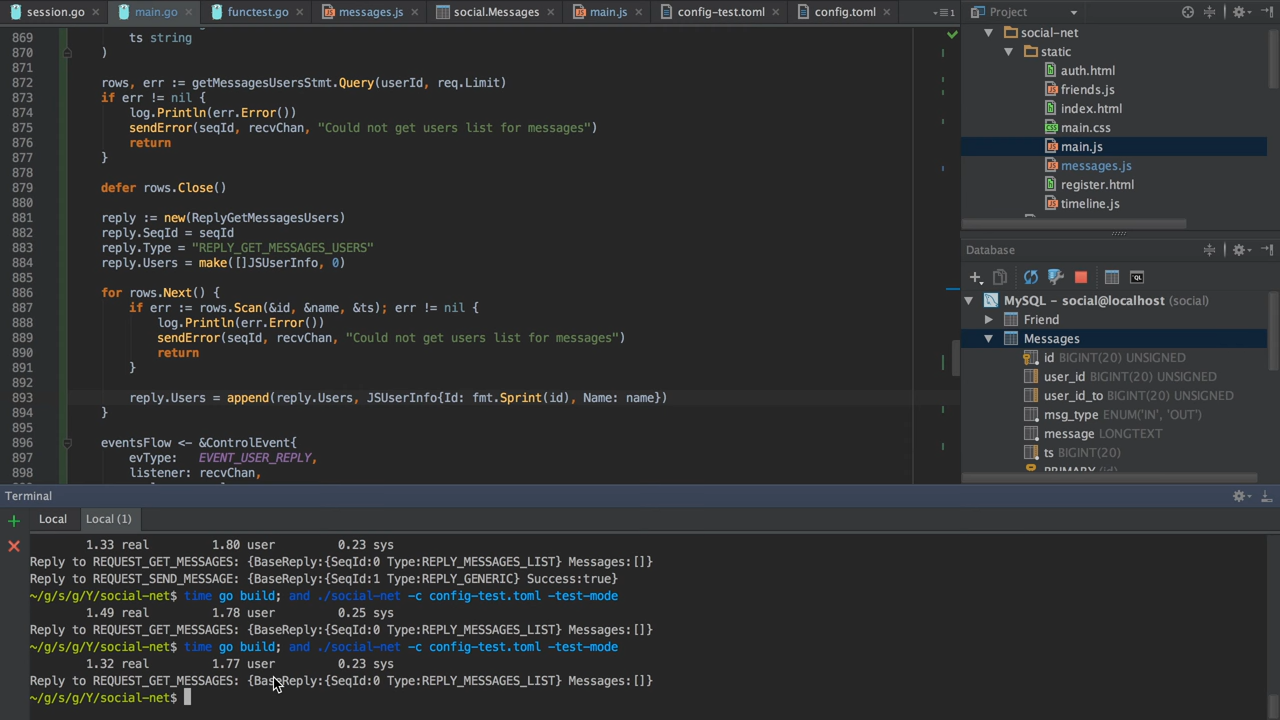 session.go main.go functest.go messages.js social.Messages main.js config-test.toml config.toml 1 Project
869 ts string
870 )
871
872 rows, err := getMessagesUsersStmt.Query(userId, req.Limit)
873 if err != nil {
874 log.Println(err.Error())
875 sendError(seqId, recvChan, "Could not get users list for messages")
876 return
877 }
878
879 defer rows.Close()
880
881 reply := new(ReplyGetMessagesUsers)
882 reply.SeqId = seqId
883 reply.Type = "REPLY_GET_MESSAGES_USERS"
884 reply.Users = make([]JSUserInfo, 0)
885
886 for rows.Next() {
887 if err := rows.Scan(&id, &name, &ts); err != nil {
888 log.Println(err.Error())
889 sendError(seqId, recvChan, "Could not get users list for messages")
890 return
891 }
892
893 reply.Users = append(reply.Users, JSUserInfo{Id: fmt.Sprint(id), Name: name})
894 }
895
896 eventsFlow <- &ControlEvent{
897 evType: EVENT_USER_REPLY,
898 listener: recvChan,
social-net
static
auth.html
friends.js
index.html
main.css
main.js
messages.js
register.html
timeline.js
Database
MySQL - social@localhost (social)
Friend
Messages
id BIGINT(20) UNSIGNED
user_id BIGINT(20) UNSIGNED
user_id_to BIGINT(20) UNSIGNED
msg_type ENUM('IN', 'OUT')
message LONGTEXT
ts BIGINT(20)
PRIMARY (id)
Terminal
Local Local (1)
1.33 real 1.80 user 0.23 sys
Reply to REQUEST_GET_MESSAGES: {BaseReply:{SeqId:0 Type:REPLY_MESSAGES_LIST} Messages:[]}
Reply to REQUEST_SEND_MESSAGE: {BaseReply:{SeqId:1 Type:REPLY_GENERIC} Success:true}
~/g/s/g/Y/social-net$ time go build; and ./social-net -c config-test.toml -test-mode
1.49 real 1.78 user 0.25 sys
Reply to REQUEST_GET_MESSAGES: {BaseReply:{SeqId:0 Type:REPLY_MESSAGES_LIST} Messages:[]}
~/g/s/g/Y/social-net$ time go build; and ./social-net -c config-test.toml -test-mode
1.32 real 1.77 user 0.23 sys
Reply to REQUEST_GET_MESSAGES: {BaseReply:{SeqId:0 Type:REPLY_MESSAGES_LIST} Messages:[]}
~/g/s/g/Y/social-net$